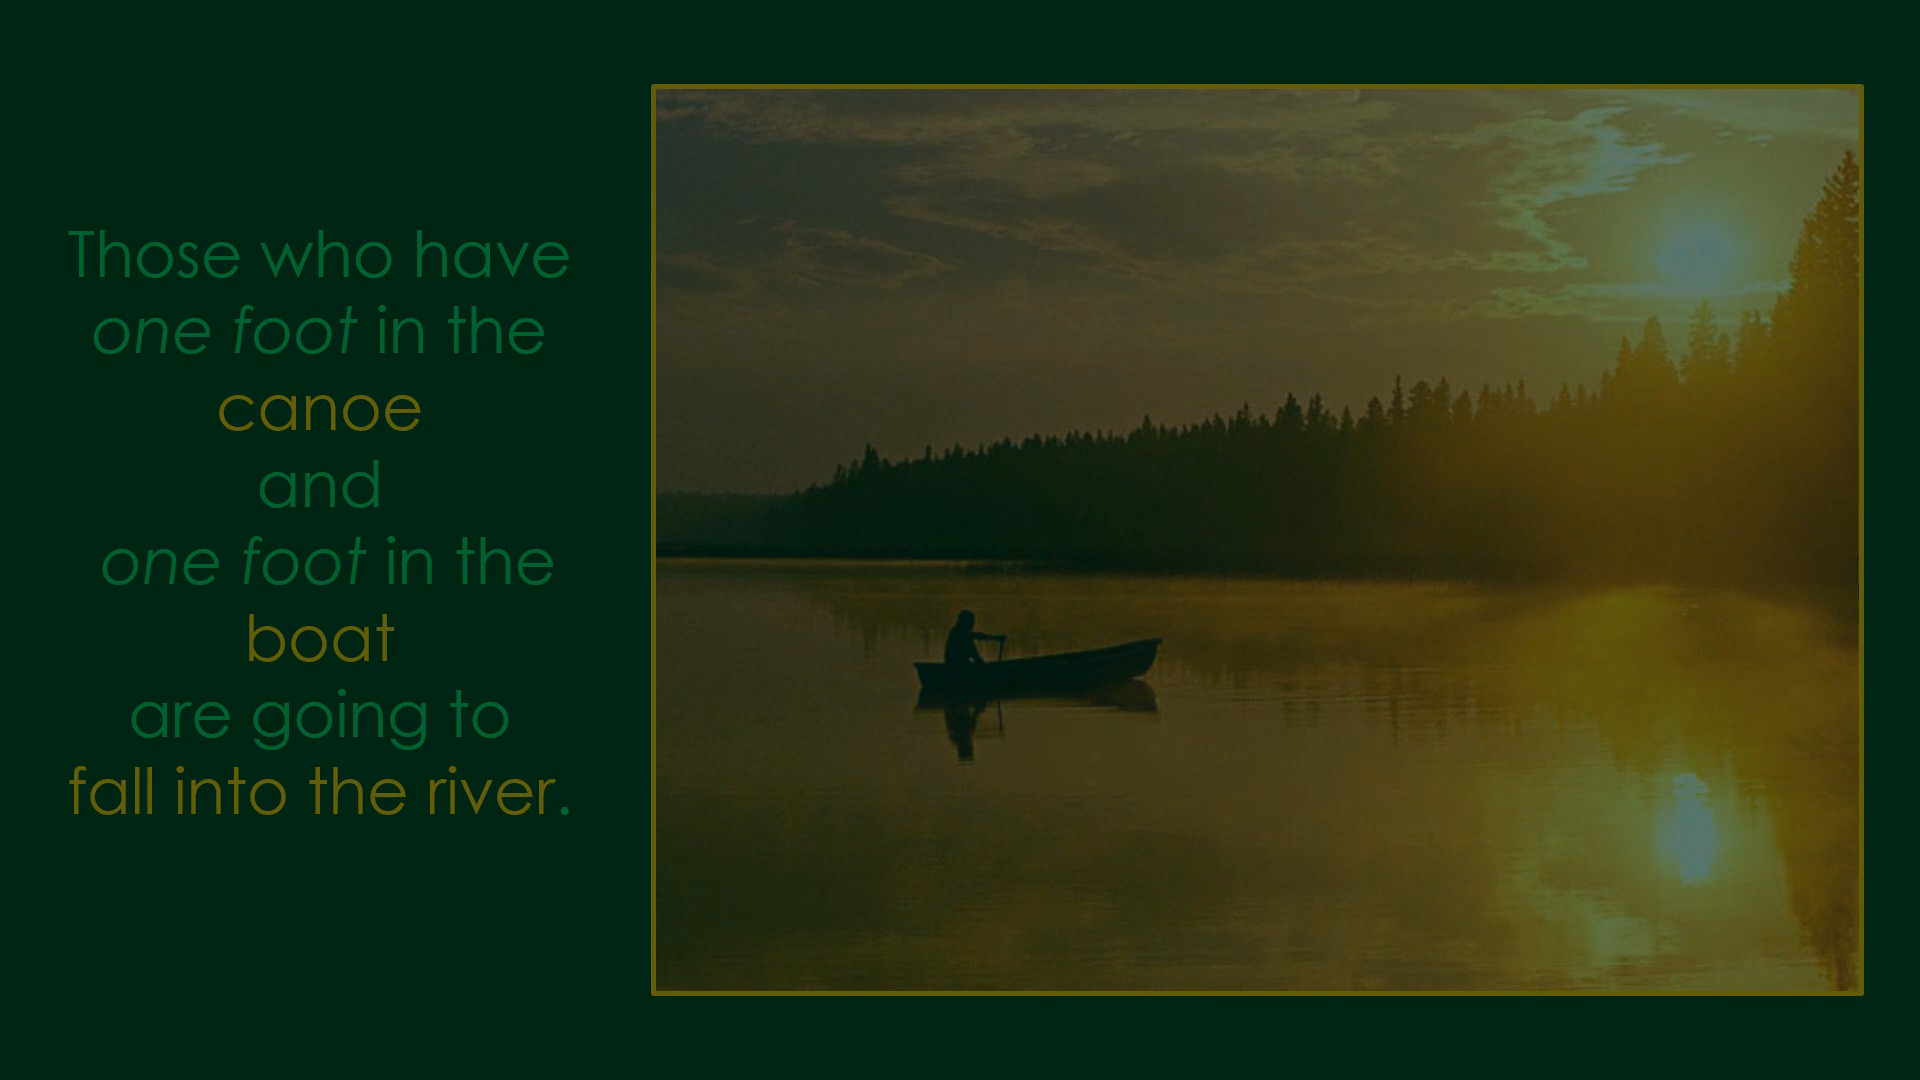 Those who have
one foot in the
canoe
and
one foot in the
boat
are going to
fall into the river.